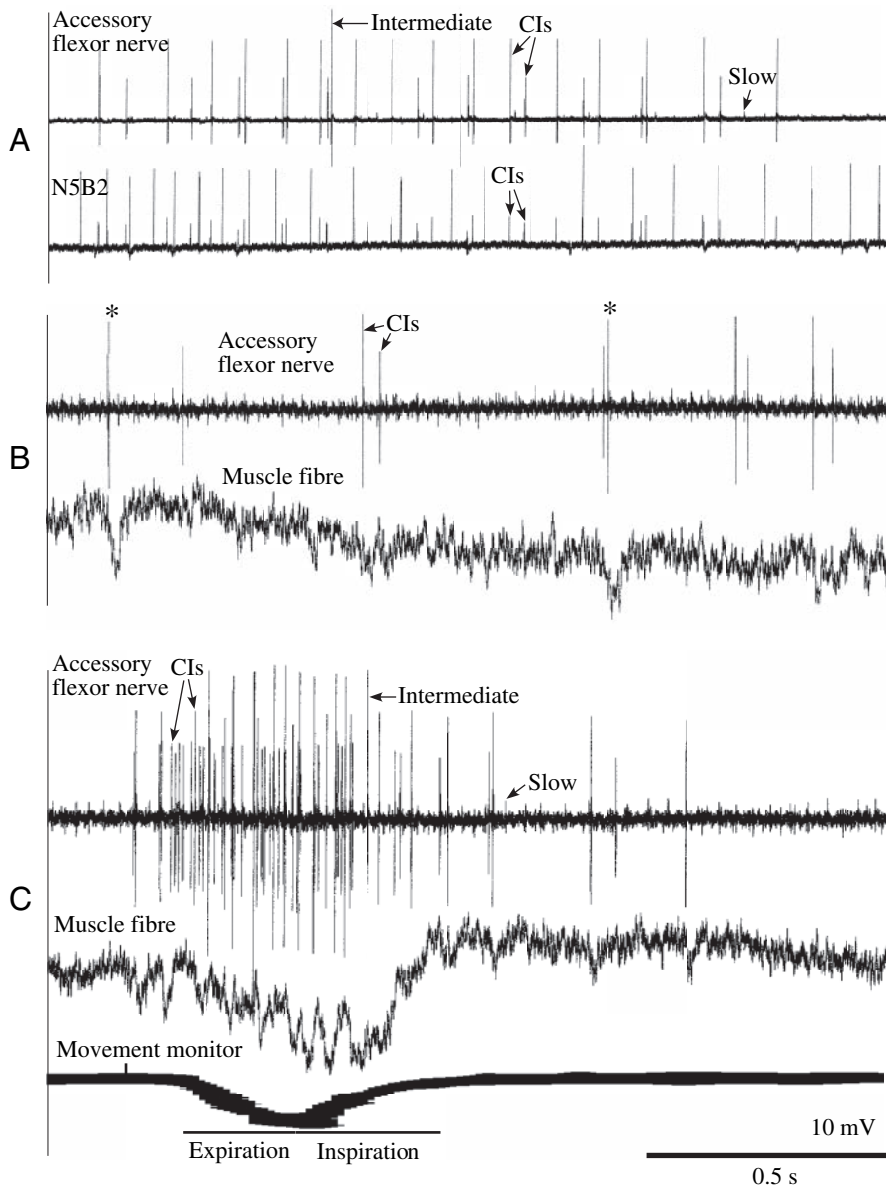 Accessory
flexor nerve
Intermediate
CIs
Slow
A
N5B2
CIs
*
*
Accessory
flexor nerve
CIs
B
Muscle fibre
Accessory
flexor nerve
CIs
Intermediate
Slow
C
Muscle fibre
Movement monitor
Expiration
Inspiration
10 mV
0.5 s